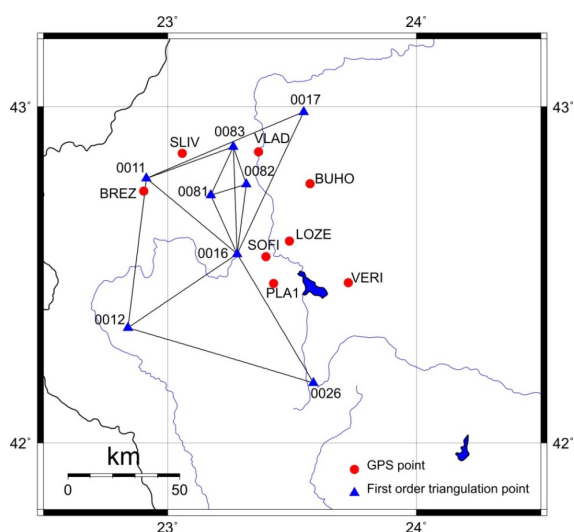 23° 24°
43° 43°
0017
0083
SLIV VLAD
0011 0082
BREZ 0081 BUHO
LOZE
0016 SOFI
PLA1 VERI
0012
0026
42° 42°
km
0 50
GPS point
First order triangulation point
23° 24°